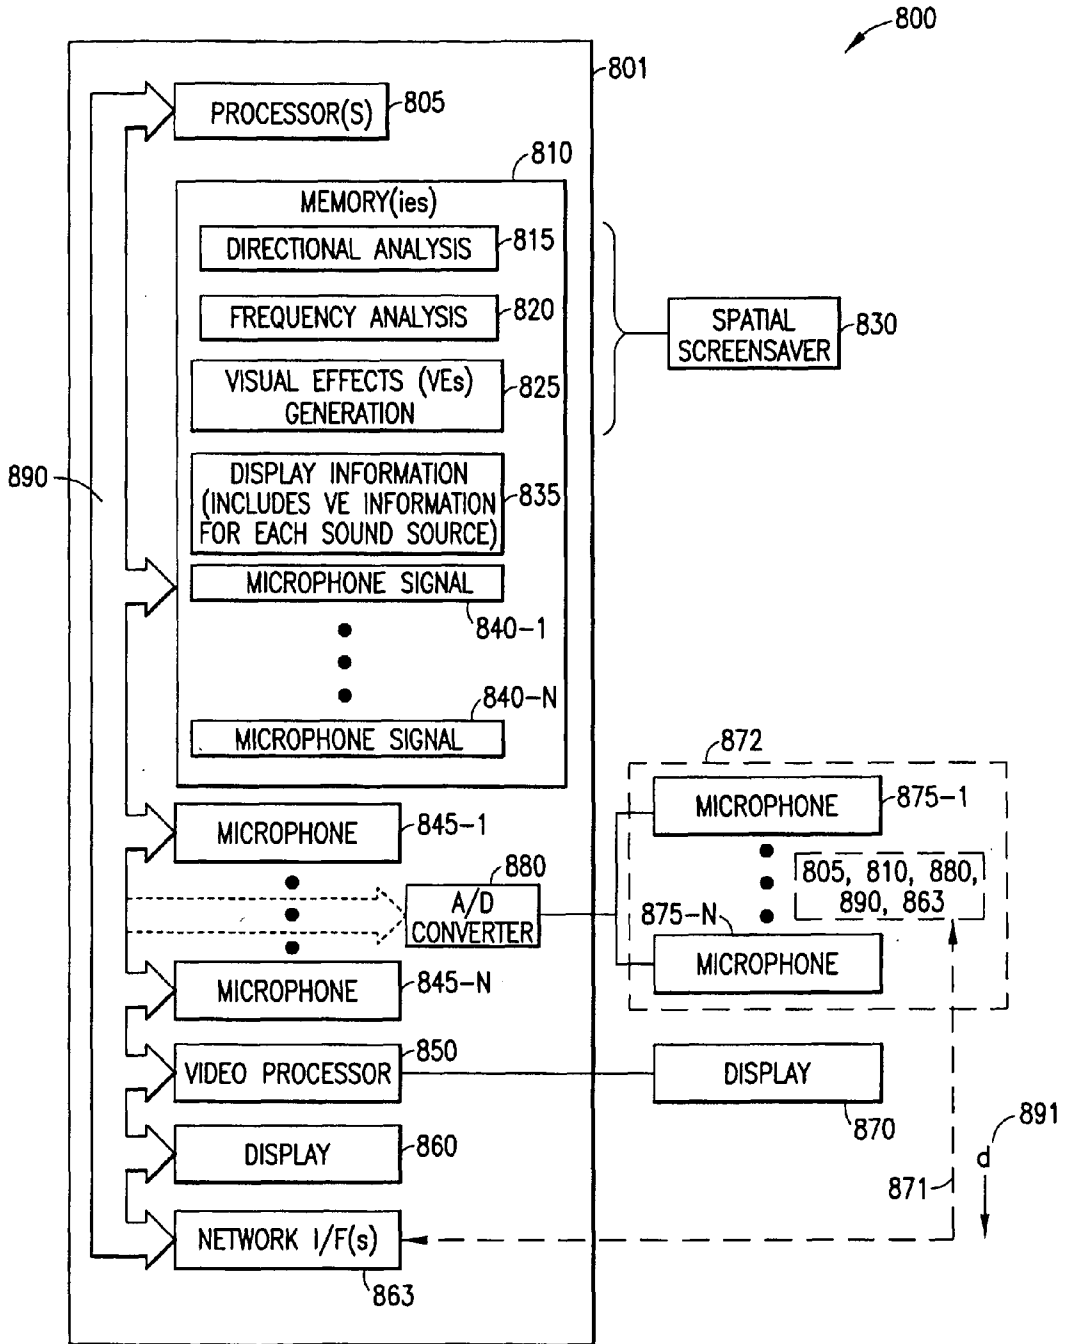 800
801
PROCESSOR(S)
805
810
MEMORY(ies)
DIRECTIONAL ANALYSIS
815
FREQUENCY ANALYSIS
820
VISUAL EFFECTS (VEs)
GENERATION
825
SPATIAL
SCREENSAVER
830
890
DISPLAY INFORMATION
(INCLUDES VE INFORMATION
FOR EACH SOUND SOURCE)
835
MICROPHONE SIGNAL
840-1
840-N
MICROPHONE SIGNAL
872
MICROPHONE
845-1
MICROPHONE
875-1
880
A/D
CONVERTER
805, 810, 880,
890, 863
875-N
MICROPHONE
MICROPHONE
845-N
850
VIDEO PROCESSOR
DISPLAY
870
DISPLAY
860
891
d
871
NETWORK I/F(s)
863